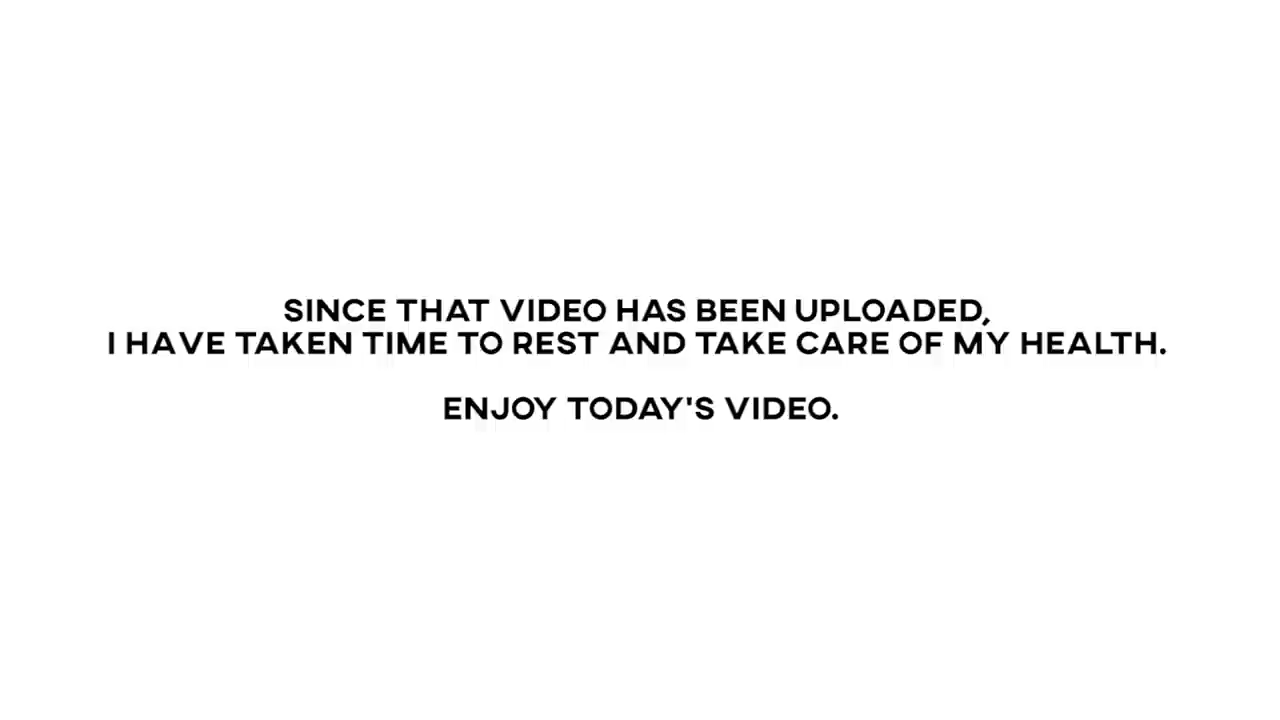 SINCE THAT VIDEO HAS BEEN UPLOADED,
I HAVE TAKEN TIME TO REST AND TAKE CARE OF MY HEALTH.
ENJOY TODAY'S VIDEO.